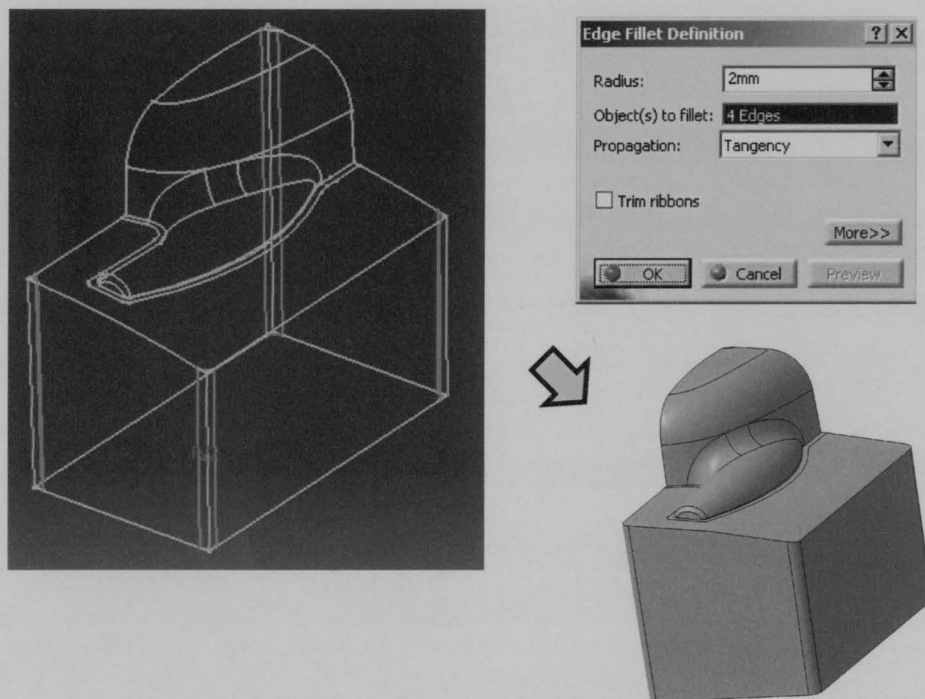 Edge Fillet Definition ? X
Radius: 2mm
Object(s) to fillet: 4 Edges
Propagation: Tangency
Trim ribbons
More>>
OK Cancel Preview